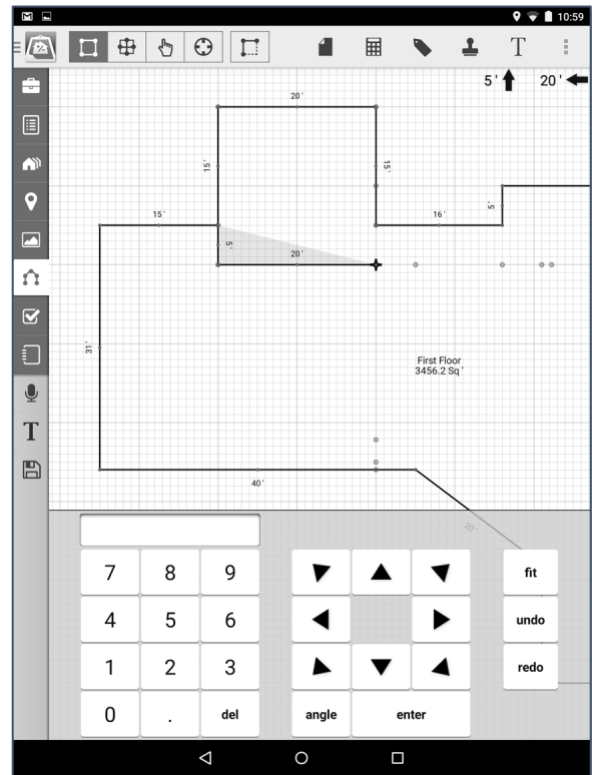 10:59
T
5 ' 20 '
20 '
15 '
15 '
15 '
16 '
5 '
5 '
20 '
31 '
First Floor
3456.2 Sq '
T
40 '
20 '
7 8 9 fit
4 5 6 undo
1 2 3 redo
0 . del angle enter